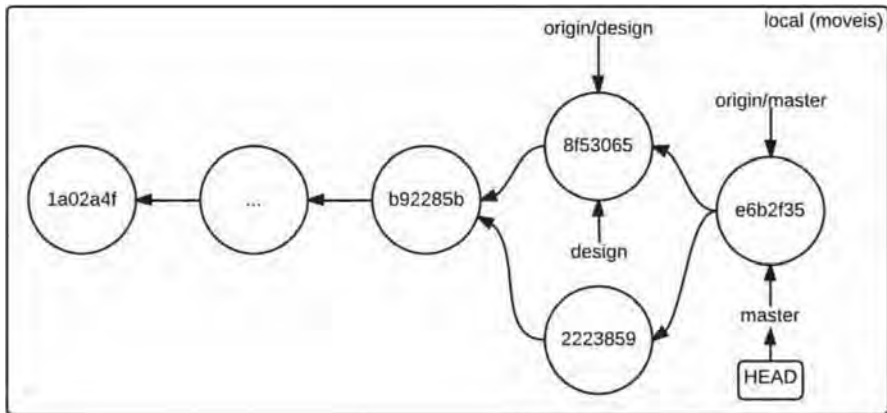 local (moveis)
origin/design
origin/master
8f53065
1a02a4f
...
b92285b
e6b2f35
design
master
2223859
HEAD